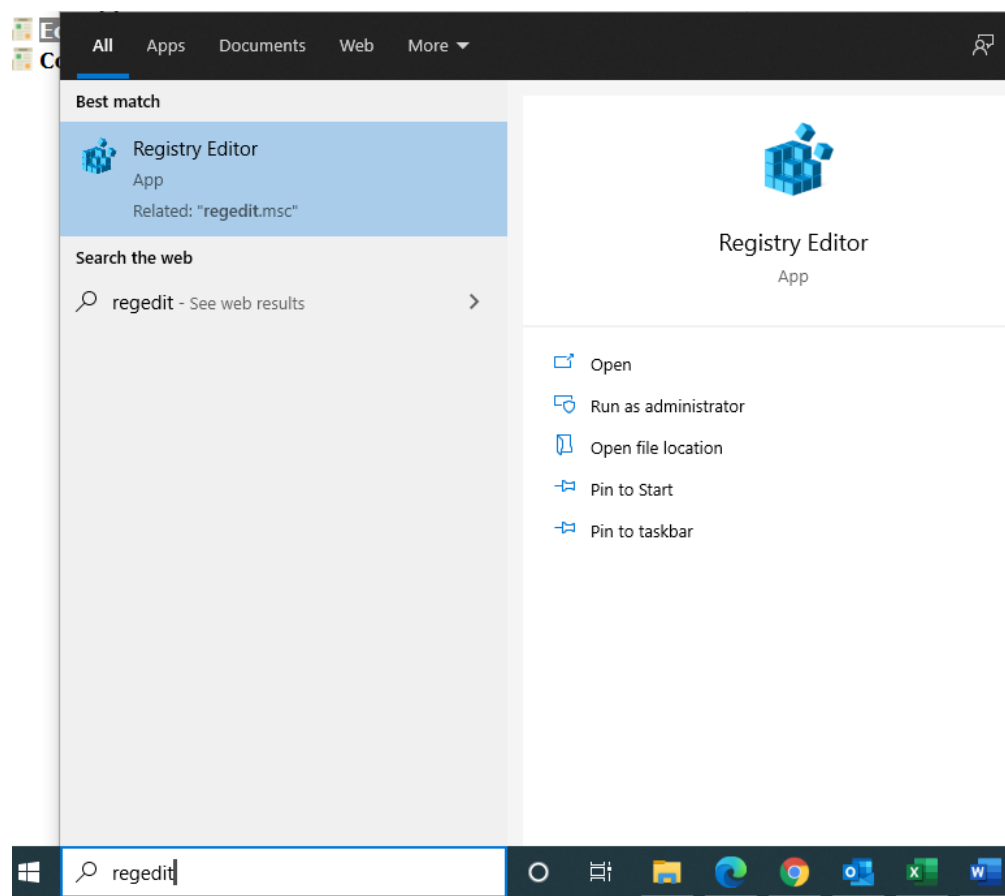 All Apps Documents Web More
Best match
Registry Editor
App
Related: "regedit.msc"
Search the web
regedit - See web results
Registry Editor
App
Open
Run as administrator
Open file location
Pin to Start
Pin to taskbar
regedit